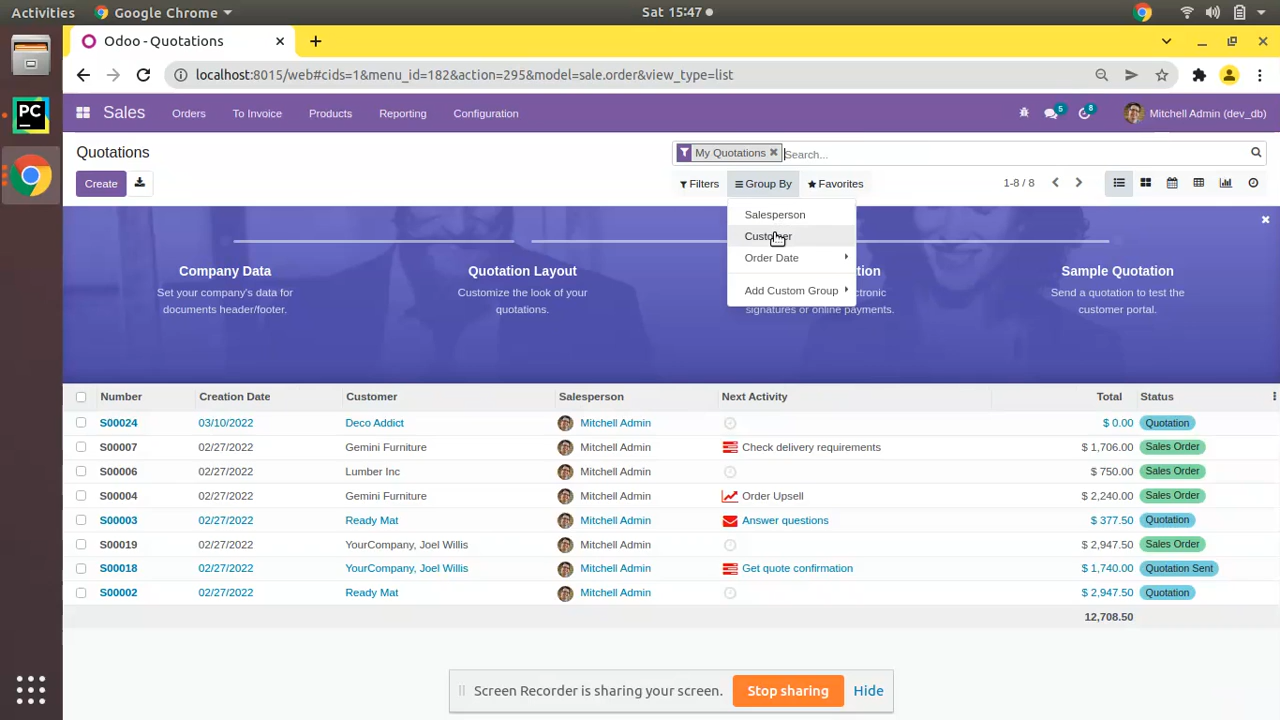 Activities Google Chrome Sat 15:47
Odoo - Quotations
localhost:8015/web#cids=1&menu_id=182&action=295&model=sale.order&view_type=list
Sales Orders To Invoice Products Reporting Configuration 5 8 Mitchell Admin (dev_db)
Quotations My Quotations Search...
Create Filters Group By Favorites 1-8 / 8
Salesperson
Customer
Order Date
Add Custom Group
Company Data Quotation Layout tion Sample Quotation
Set your company's data for Customize the look of your ctronic Send a quotation to test the
documents header/footer. quotations. signatures or online payments. customer portal.
Number Creation Date Customer Salesperson Next Activity Total Status
S00024 03/10/2022 Deco Addict Mitchell Admin $ 0.00 Quotation
S00007 02/27/2022 Gemini Furniture Mitchell Admin Check delivery requirements $ 1,706.00 Sales Order
S00006 02/27/2022 Lumber Inc Mitchell Admin $ 750.00 Sales Order
S00004 02/27/2022 Gemini Furniture Mitchell Admin Order Upsell $ 2,240.00 Sales Order
S00003 02/27/2022 Ready Mat Mitchell Admin Answer questions $ 377.50 Quotation
S00019 02/27/2022 YourCompany, Joel Willis Mitchell Admin $ 2,947.50 Sales Order
S00018 02/27/2022 YourCompany, Joel Willis Mitchell Admin Get quote confirmation $ 1,740.00 Quotation Sent
S00002 02/27/2022 Ready Mat Mitchell Admin $ 2,947.50 Quotation
12,708.50
Screen Recorder is sharing your screen. Stop sharing Hide
PC